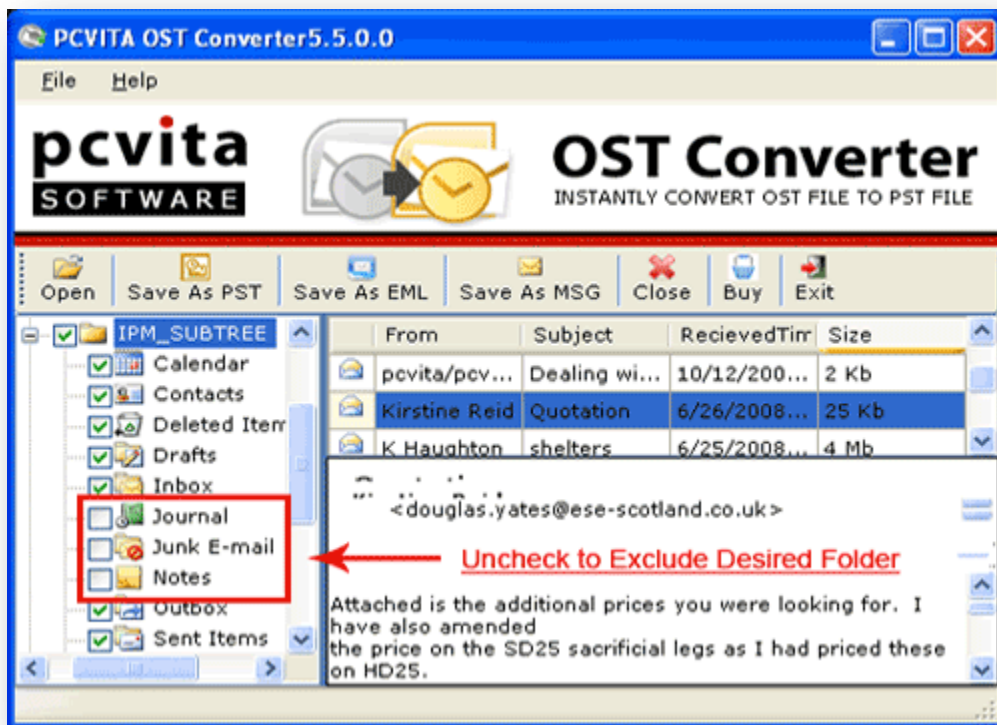 PCVITA OST Converter5.5.0.0
File Help
pcvita
SOFTWARE
OST Converter
INSTANTLY CONVERT OST FILE TO PST FILE
Open Save As PST Save As EML Save As MSG Close Buy Exit
IPM_SUBTREE
Calendar
Contacts
Deleted Item
Drafts
Inbox
Journal
Junk E-mail
Notes
Outbox
Sent Items
From Subject RecievedTim Size
pcvita/pcv... Dealing wi... 10/12/200... 2 Kb
Kirstine Reid Quotation 6/26/2008... 25 Kb
K Haughton shelters 6/25/2008... 4 Mb
<douglas.yates@ese-scotland.co.uk>
Uncheck to Exclude Desired Folder
Attached is the additional prices you were looking for. I
have also amended
the price on the SD25 sacrificial legs as I had priced these
on HD25.